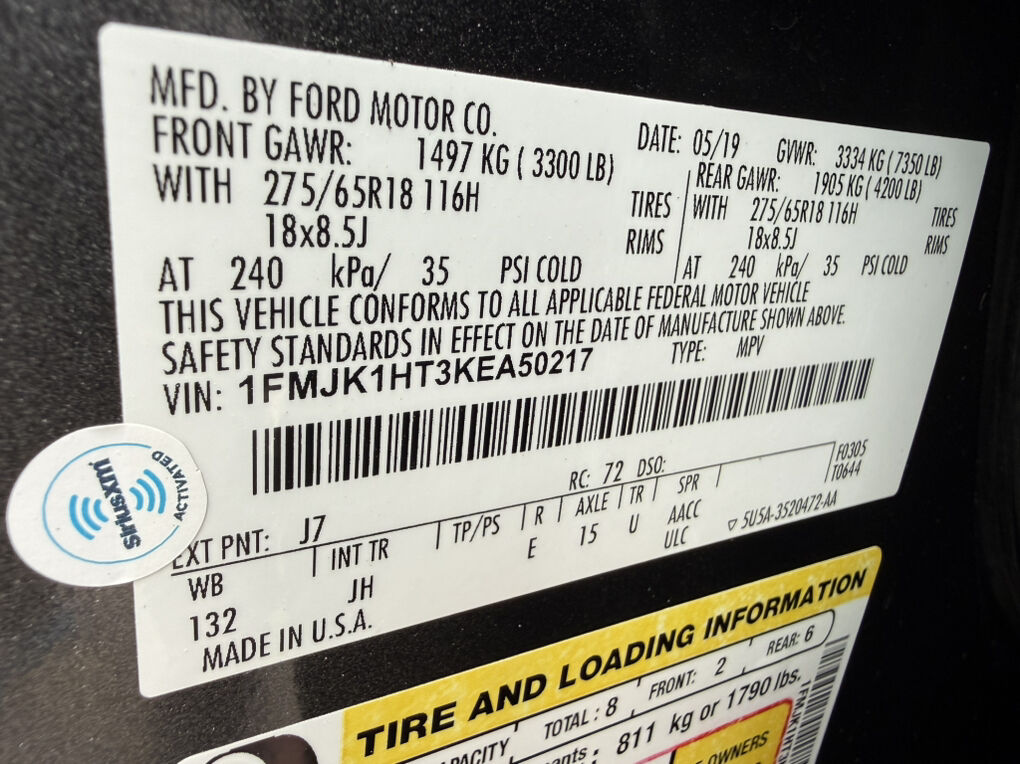 MFD. BY FORD MOTOR CO.
DATE: 05/19 GVWR: 3334 KG ( 7350 LB)
FRONT GAWR: 1497 KG ( 3300 LB) REAR GAWR: 1905 KG ( 4200 LB)
WITH 275/65R18 116H TIRES WITH 275/65R18 116H TIRES
18x8.5J RIMS 18x8.5J RIMS
AT 240 kPa/ 35 PSI COLD AT 240 kPa/ 35 PSI COLD
THIS VEHICLE CONFORMS TO ALL APPLICABLE FEDERAL MOTOR VEHICLE
SAFETY STANDARDS IN EFFECT ON THE DATE OF MANUFACTURE SHOWN ABOVE.
VIN: 1FMJK1HT3KEA50217 TYPE: MPV
F0305
T0644
EXT PNT: J7 RC: 72 DSO:
WB INT TR TP/PS R AXLE TR SPR
132 JH E 15 U AACC
ULC
▽ 5U5A-3520472-AA
MADE IN U.S.A.
siriusxm
ACTIVATED
TIRE AND LOADING INFORMATION
TOTAL : 8 FRONT: 2 REAR: 6
811 kg or 1790 lbs.
OWNERS